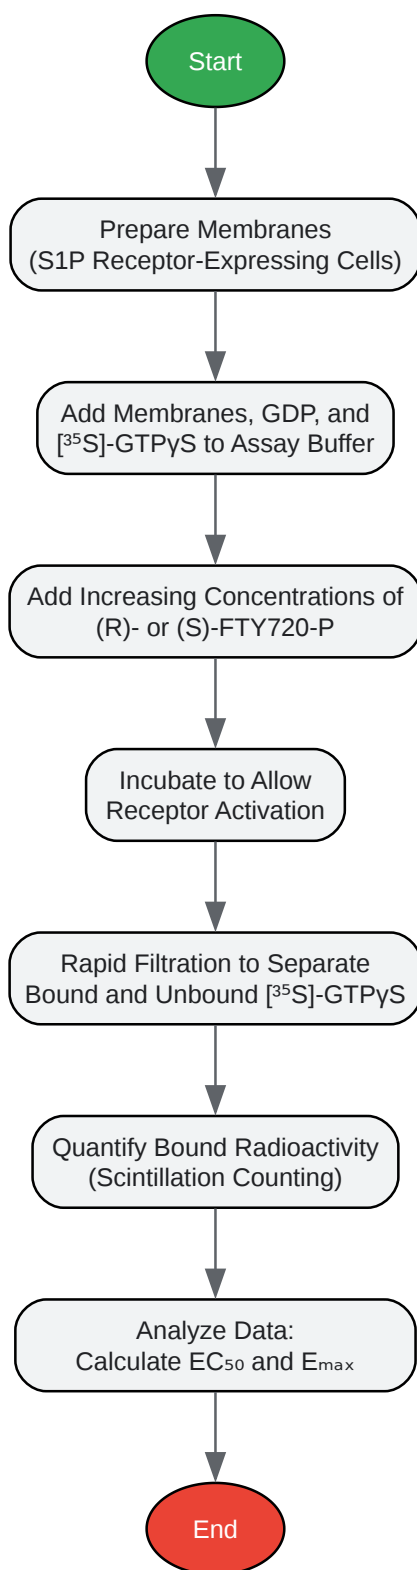 Start
Prepare Membranes
(S1P Receptor-Expressing Cells)
Add Membranes, GDP, and
[³⁵S]-GTPγS to Assay Buffer
Add Increasing Concentrations of
(R)- or (S)-FTY720-P
Incubate to Allow
Receptor Activation
Rapid Filtration to Separate
Bound and Unbound [³⁵S]-GTPγS
Quantify Bound Radioactivity
(Scintillation Counting)
Analyze Data:
Calculate EC₅₀ and Eₘₐₓ
End